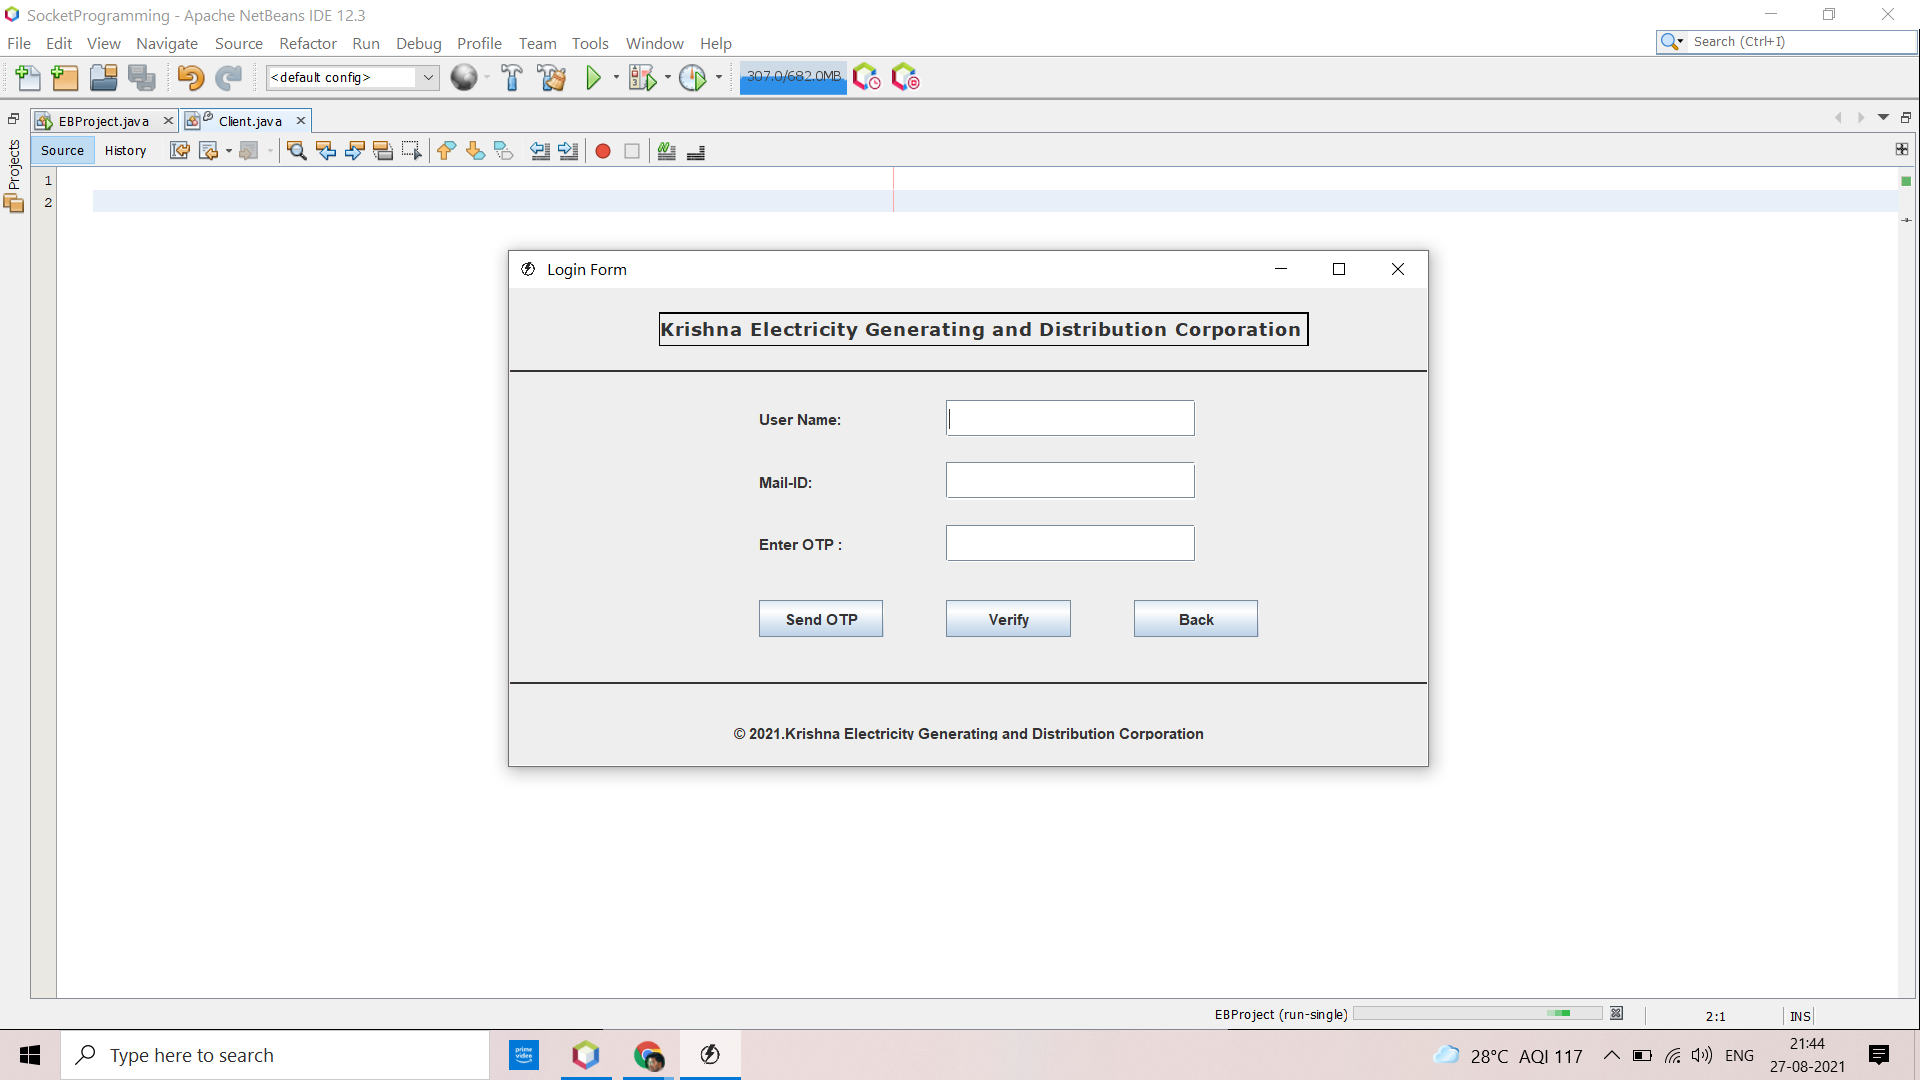 SocketProgramming - Apache NetBeans IDE 12.3
File Edit View Navigate Source Refactor Run Debug Profile Team Tools Window Help
Search (Ctrl+I)
<default config>
307.0/682.0MB
EBProject.java
Client.java
Projects
Source History
1
2
Login Form
Krishna Electricity Generating and Distribution Corporation
User Name:
Mail-ID:
Enter OTP :
Send OTP Verify Back
© 2021.Krishna Electricity Generating and Distribution Corporation
EBProject (run-single)
2:1 INS
Type here to search
prime video
28°C AQI 117
ENG
21:44
27-08-2021